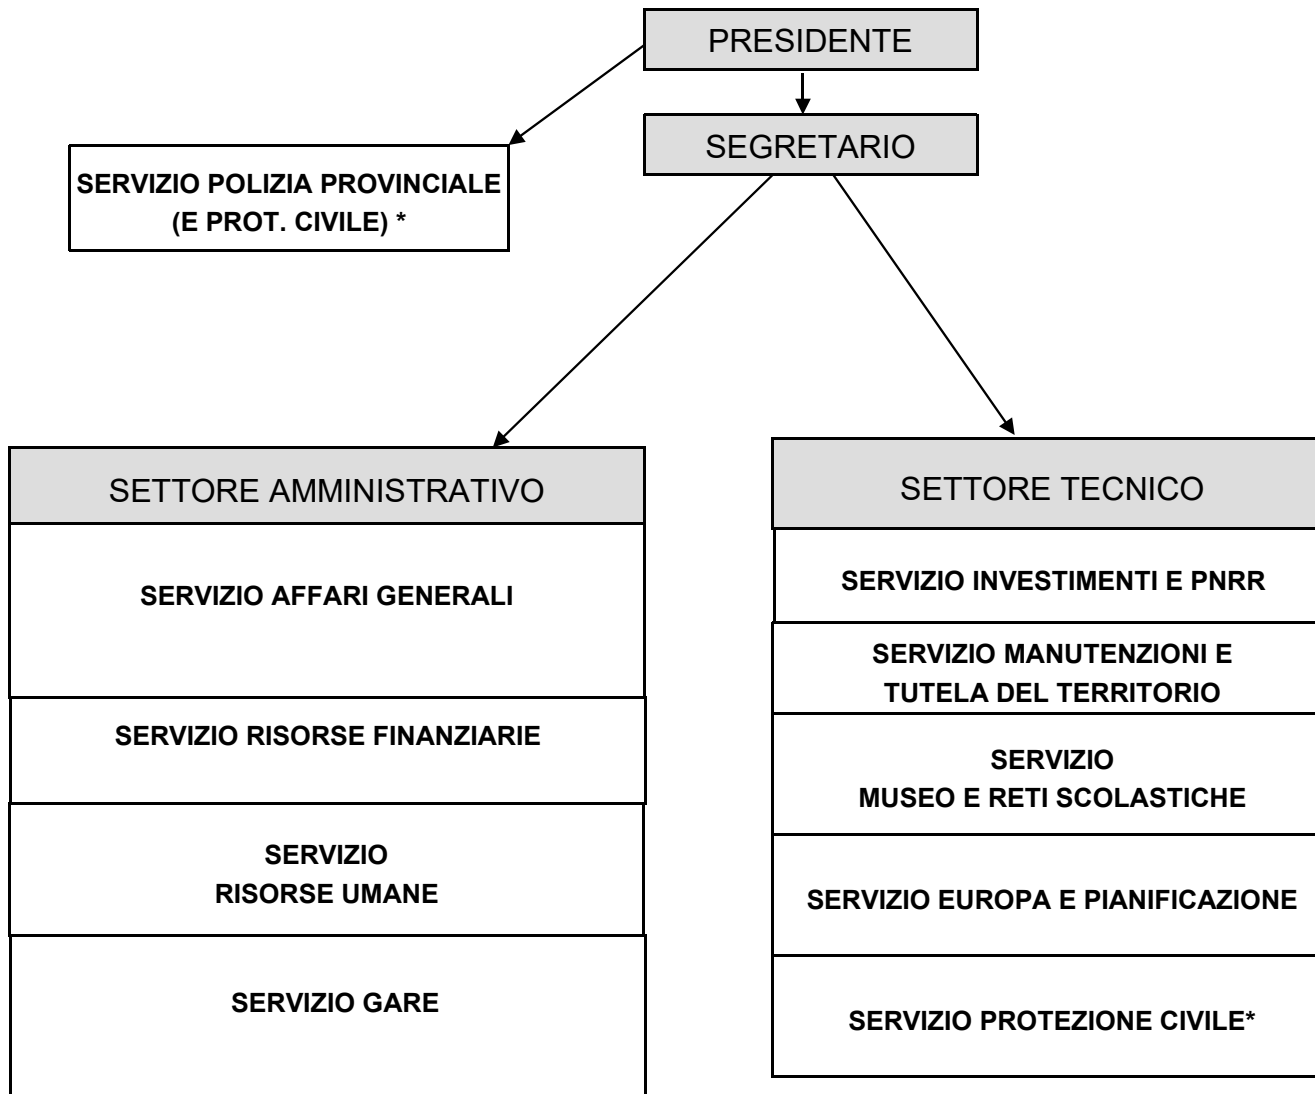 PRESIDENTE
SEGRETARIO
SERVIZIO POLIZIA PROVINCIALE
(E PROT. CIVILE) *
SETTORE AMMINISTRATIVO
SERVIZIO AFFARI GENERALI
SERVIZIO RISORSE FINANZIARIE
SERVIZIO
RISORSE UMANE
SERVIZIO GARE
SETTORE TECNICO
SERVIZIO INVESTIMENTI E PNRR
SERVIZIO MANUTENZIONI E
TUTELA DEL TERRITORIO
SERVIZIO
MUSEO E RETI SCOLASTICHE
SERVIZIO EUROPA E PIANIFICAZIONE
SERVIZIO PROTEZIONE CIVILE*